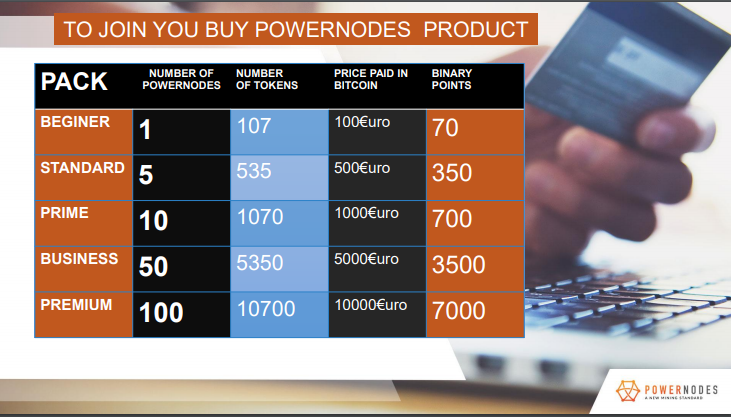 TO JOIN YOU BUY POWERNODES PRODUCT
PACK NUMBER OF POWERNODES NUMBER OF TOKENS PRICE PAID IN BITCOIN BINARY POINTS
BEGINER 1 107 100€uro 70
STANDARD 5 535 500€uro 350
PRIME 10 1070 1000€uro 700
BUSINESS 50 5350 5000€uro 3500
PREMIUM 100 10700 10000€uro 7000
POWERNODES
A NEW MINING STANDARD